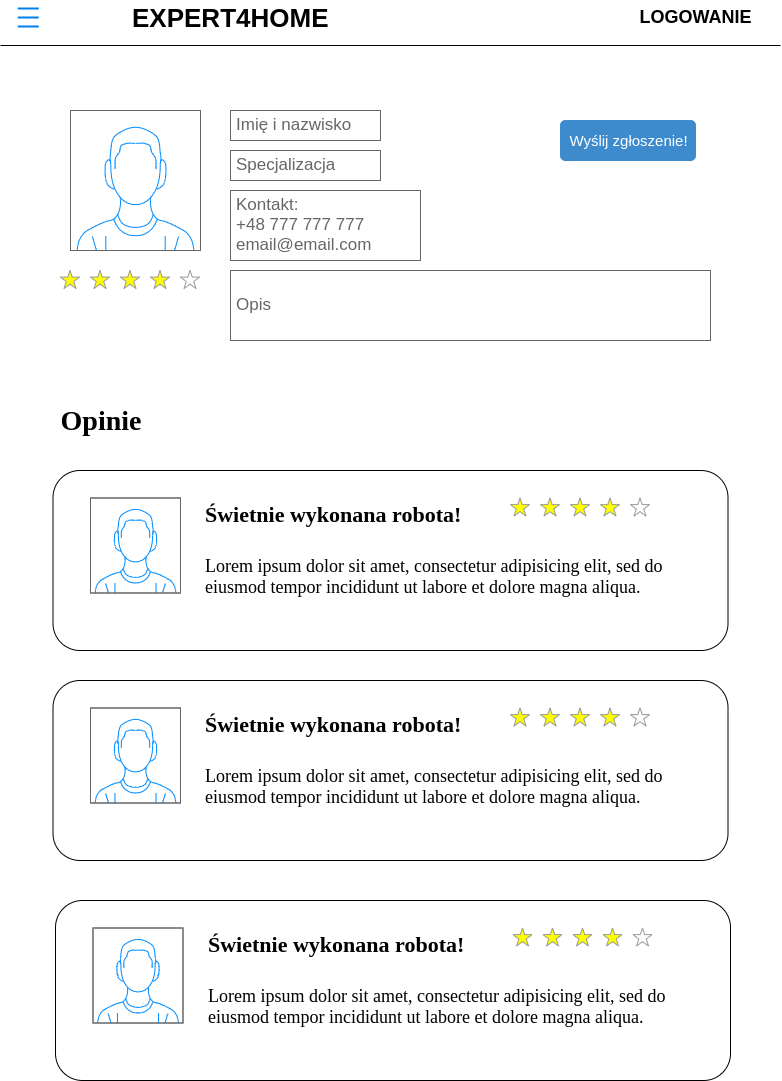 EXPERT4HOME
LOGOWANIE
Imię i nazwisko
Wyślij zgłoszenie!
Specjalizacja
Kontakt:
+48 777 777 777
email@email.com
Opis
Opinie
Świetnie wykonana robota!
Lorem ipsum dolor sit amet, consectetur adipisicing elit, sed do
eiusmod tempor incididunt ut labore et dolore magna aliqua.
Świetnie wykonana robota!
Lorem ipsum dolor sit amet, consectetur adipisicing elit, sed do
eiusmod tempor incididunt ut labore et dolore magna aliqua.
Świetnie wykonana robota!
Lorem ipsum dolor sit amet, consectetur adipisicing elit, sed do
eiusmod tempor incididunt ut labore et dolore magna aliqua.